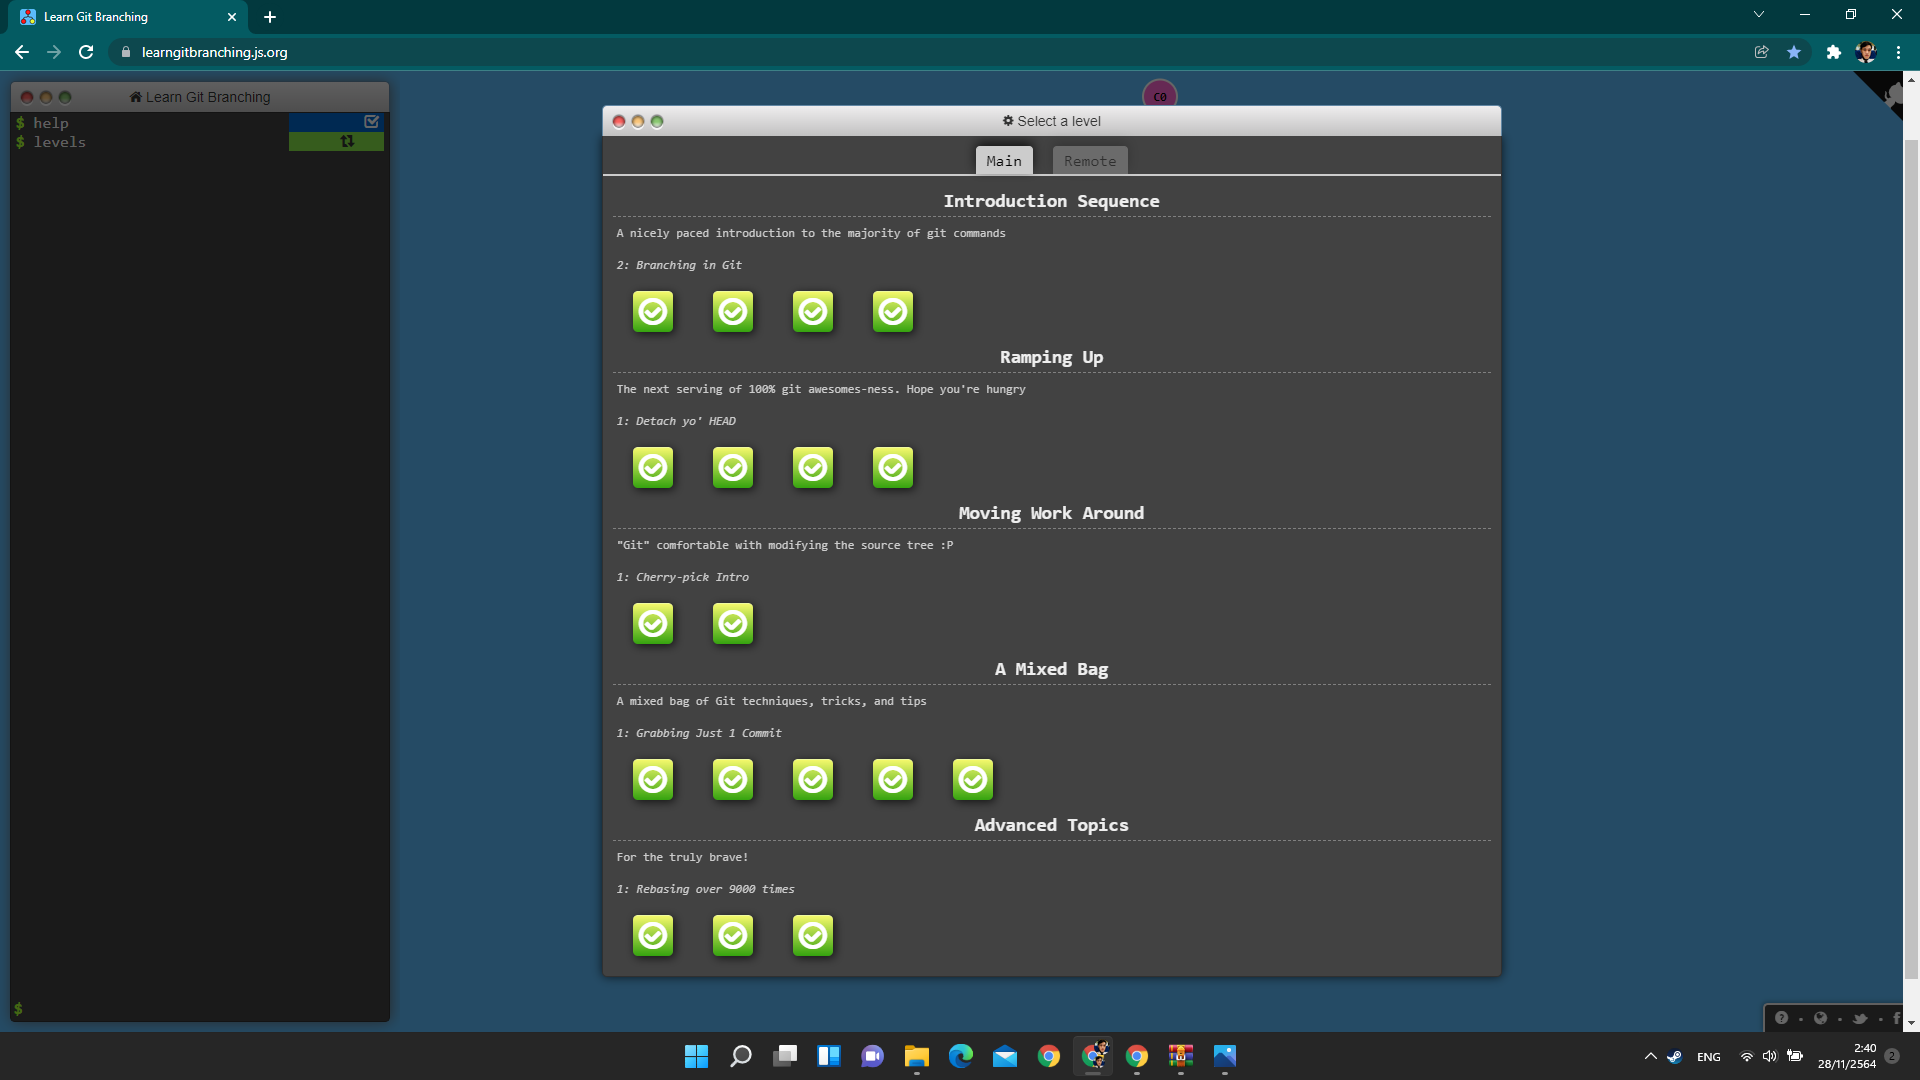 Learn Git Branching
learngitbranching.js.org
Learn Git Branching
$ help
$ levels
$
C0
Select a level
Main
Remote
Introduction Sequence
A nicely paced introduction to the majority of git commands
2: Branching in Git
Ramping Up
The next serving of 100% git awesomes-ness. Hope you're hungry
1: Detach yo' HEAD
Moving Work Around
"Git" comfortable with modifying the source tree :P
1: Cherry-pick Intro
A Mixed Bag
A mixed bag of Git techniques, tricks, and tips
1: Grabbing Just 1 Commit
Advanced Topics
For the truly brave!
1: Rebasing over 9000 times
ENG
2:40
28/11/2564
2